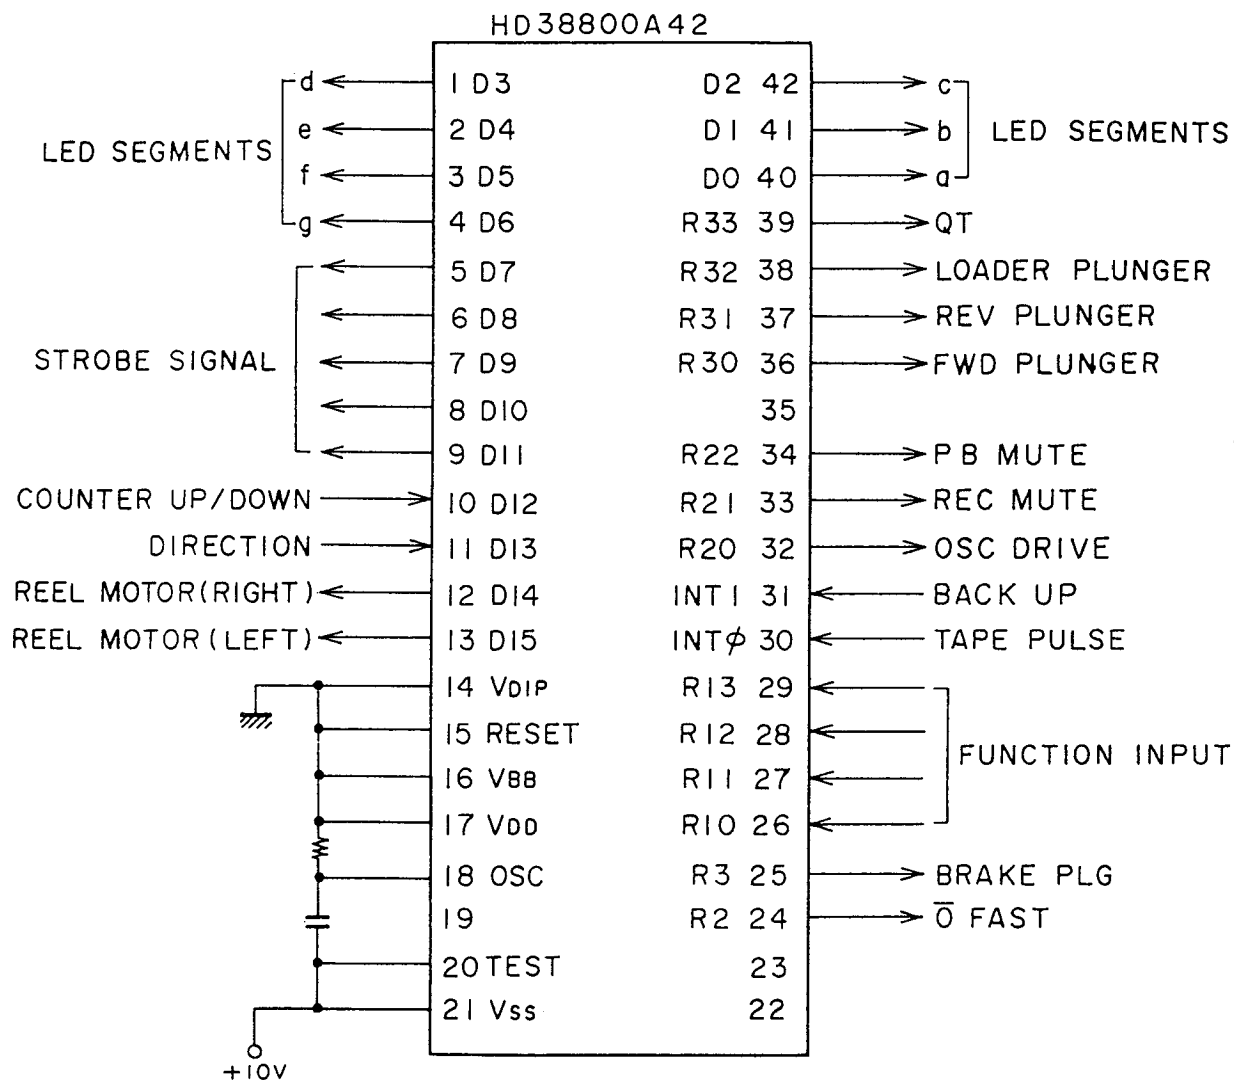 HD38800A42
d 1 D3 D2 42 c
e 2 D4 D1 41 b
LED SEGMENTS LED SEGMENTS
f 3 D5 D0 40 a
g 4 D6 R33 39 QT
5 D7 R32 38 LOADER PLUNGER
6 D8 R31 37 REV PLUNGER
STROBE SIGNAL 7 D9 R30 36 FWD PLUNGER
8 D10 35
9 D11 R22 34 PB MUTE
COUNTER UP/DOWN 10 D12 R21 33 REC MUTE
DIRECTION 11 D13 R20 32 OSC DRIVE
REEL MOTOR(RIGHT) 12 D14 INT1 31 BACK UP
REEL MOTOR(LEFT) 13 D15 INTϕ 30 TAPE PULSE
14 VDIP R13 29
15 RESET R12 28
FUNCTION INPUT
16 VBB R11 27
17 VDD R10 26
18 OSC R3 25 BRAKE PLG
19 R2 24 O̅ FAST
20 TEST 23
21 Vss 22
+10V